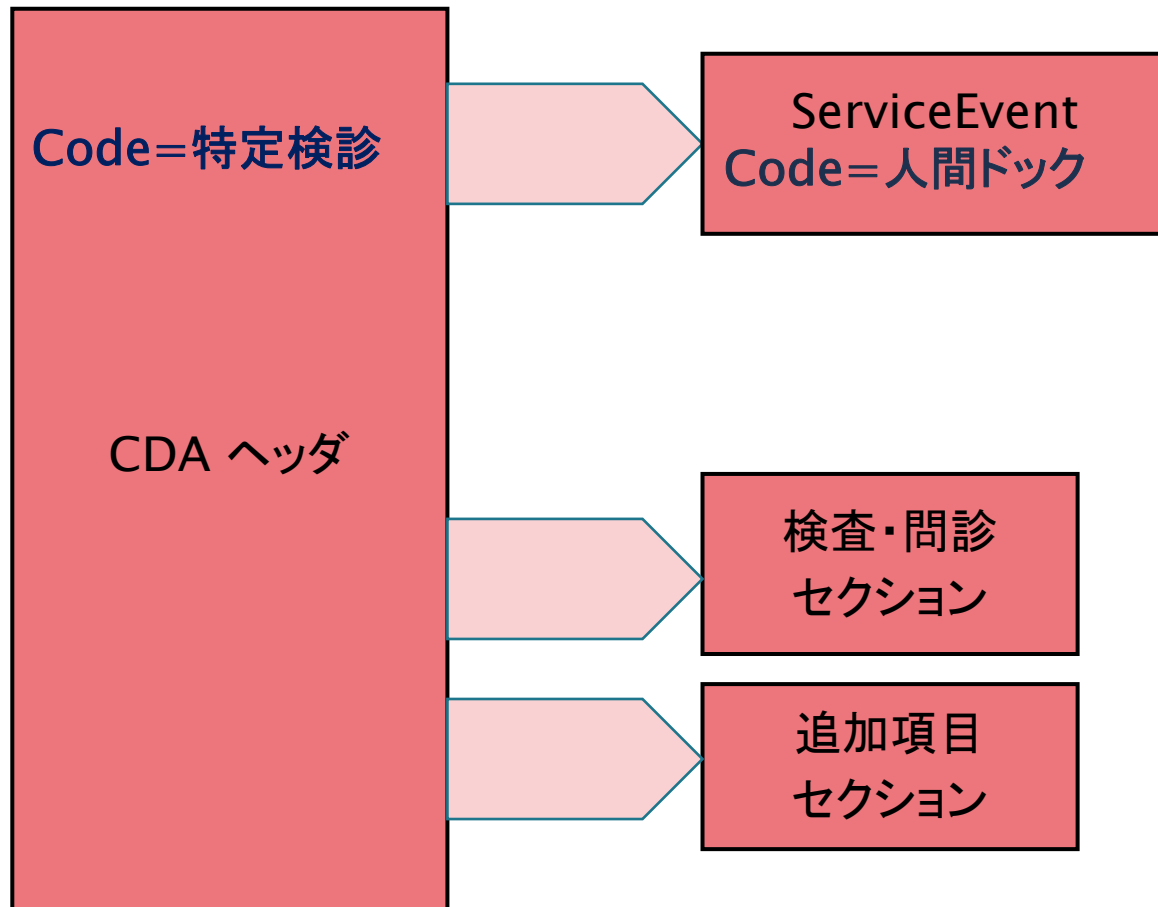 Code=特定検診
CDA ヘッダ
ServiceEvent
Code=人間ドック
検査・問診
セクション
追加項目
セクション